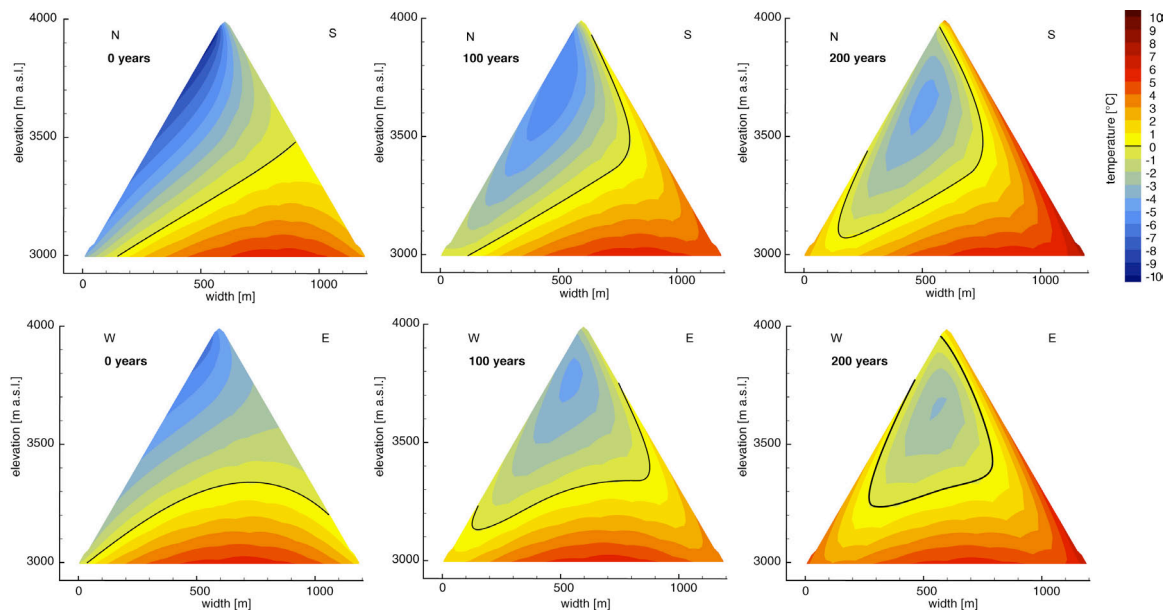 4000
3500
3000
elevation [m a.s.l.]
N
S
0 years
0
500
1000
width [m]
4000
3500
3000
elevation [m a.s.l.]
N
S
100 years
0
500
1000
width [m]
4000
3500
3000
elevation [m a.s.l.]
N
S
200 years
0
500
1000
width [m]
10
8
6
5
4
3
2
1
0
-1
-2
-3
-4
-5
-6
-7
-8
-9
-10
temperature [°C]
4000
3500
3000
elevation [m a.s.l.]
W
E
0 years
0
500
1000
width [m]
4000
3500
3000
elevation [m a.s.l.]
W
E
100 years
0
500
1000
width [m]
4000
3500
3000
elevation [m a.s.l.]
W
E
200 years
0
500
1000
width [m]